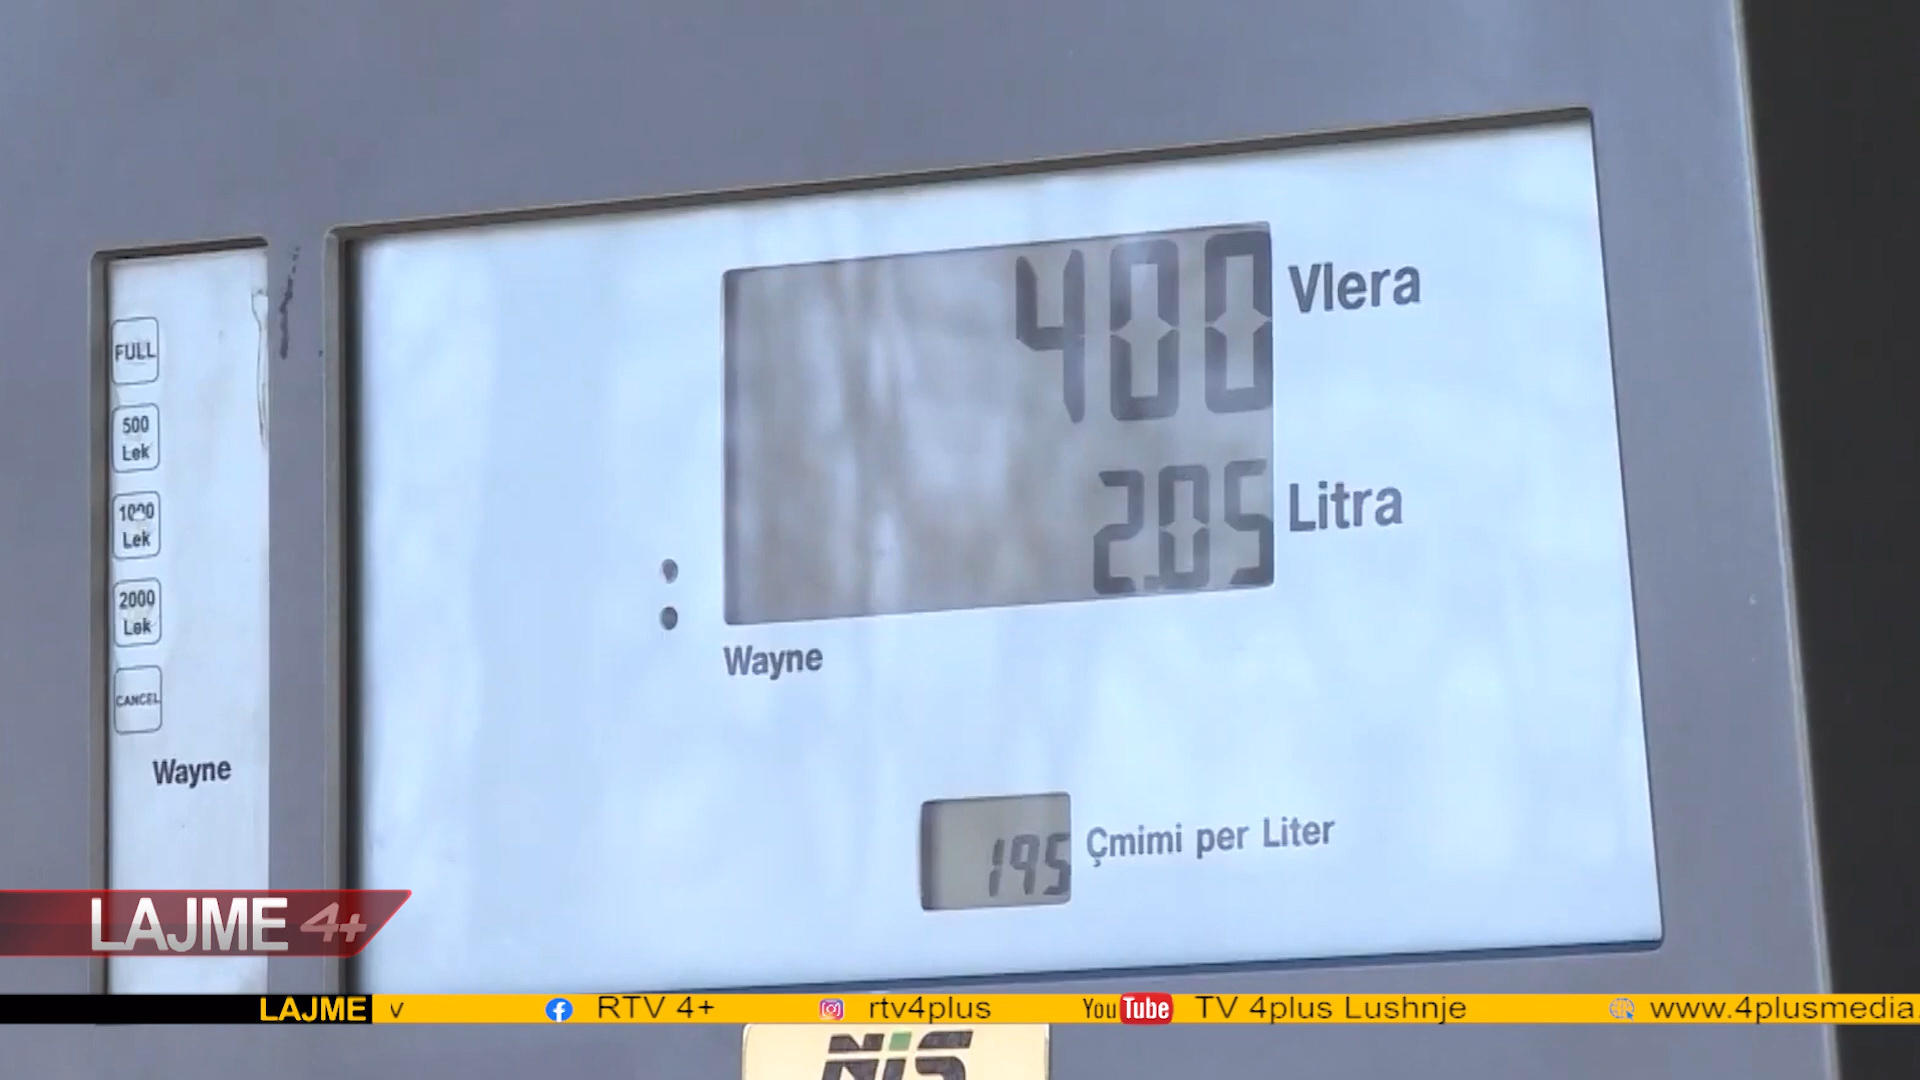 400 Vlera
2.05 Litra
Wayne
195 Çmimi per Liter
FULL
500
Lek
1000
Lek
2000
Lek
CANCEL
Wayne
LAJME 4+
LAJME v RTV 4+ rtv4plus YouTube TV 4plus Lushnje www.4plusmedia.
NIS